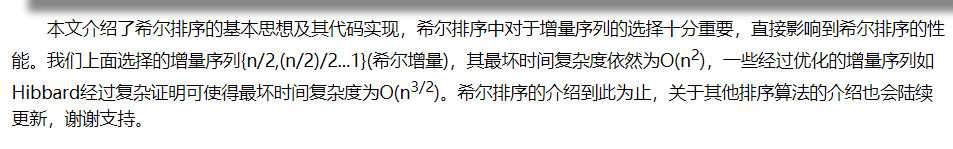 本文介绍了希尔排序的基本思想及其代码实现，希尔排序中对于增量序列的选择十分重要，直接影响到希尔排序的性
能。我们上面选择的增量序列{n/2,(n/2)/2...1}(希尔增量)，其最坏时间复杂度依然为O(n²)，一些经过优化的增量序列如
Hibbard经过复杂证明可使得最坏时间复杂度为O(n³/²)。希尔排序的介绍到此为止，关于其他排序算法的介绍也会陆续
更新，谢谢支持。